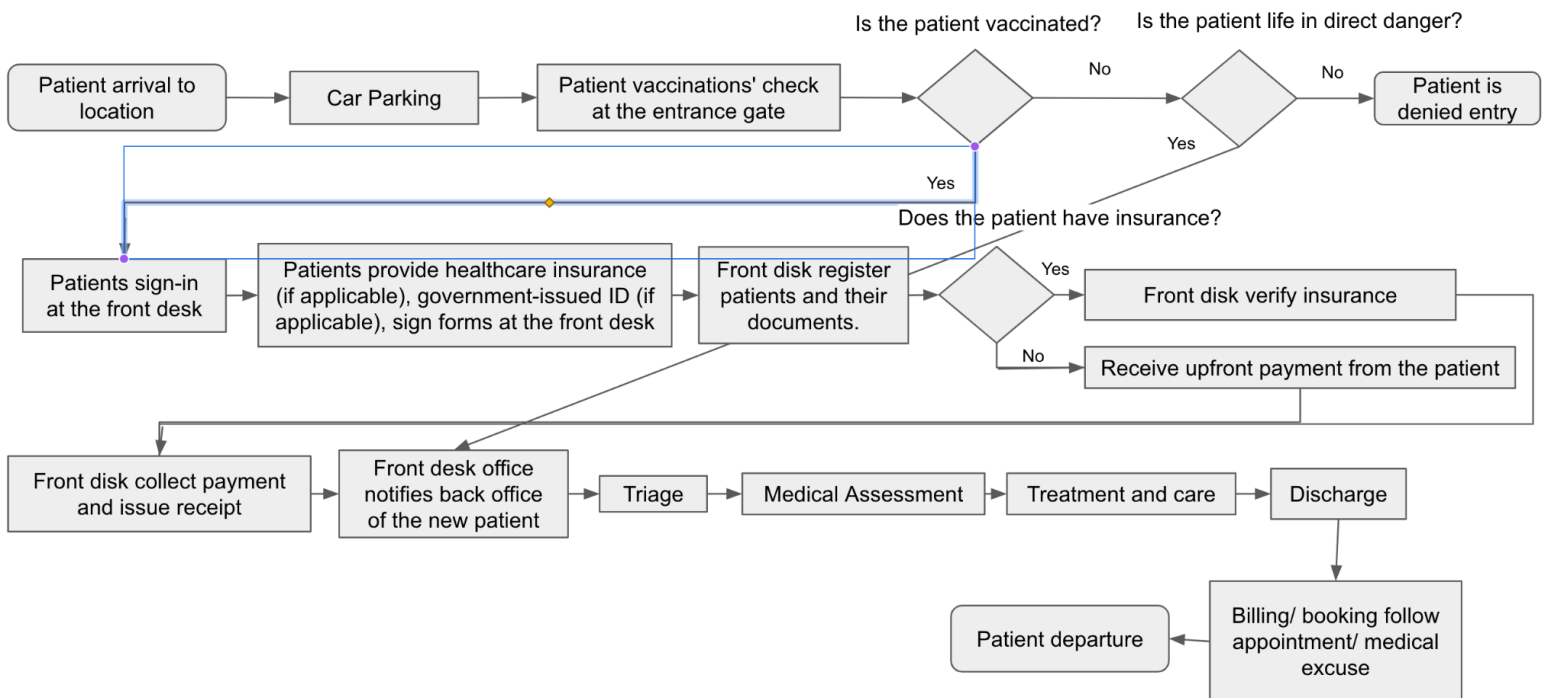 Is the patient vaccinated?
Is the patient life in direct danger?
Patient arrival to
location
Car Parking
Patient vaccinations' check
at the entrance gate
No
No
Patient is
denied entry
Yes
Yes
Does the patient have insurance?
Patients sign-in
at the front desk
Patients provide healthcare insurance
(if applicable), government-issued ID (if
applicable), sign forms at the front desk
Front disk register
patients and their
documents.
Yes
Front disk verify insurance
No
Receive upfront payment from the patient
Front disk collect payment
and issue receipt
Front desk office
notifies back office
of the new patient
Triage
Medical Assessment
Treatment and care
Discharge
Billing/ booking follow
appointment/ medical
excuse
Patient departure